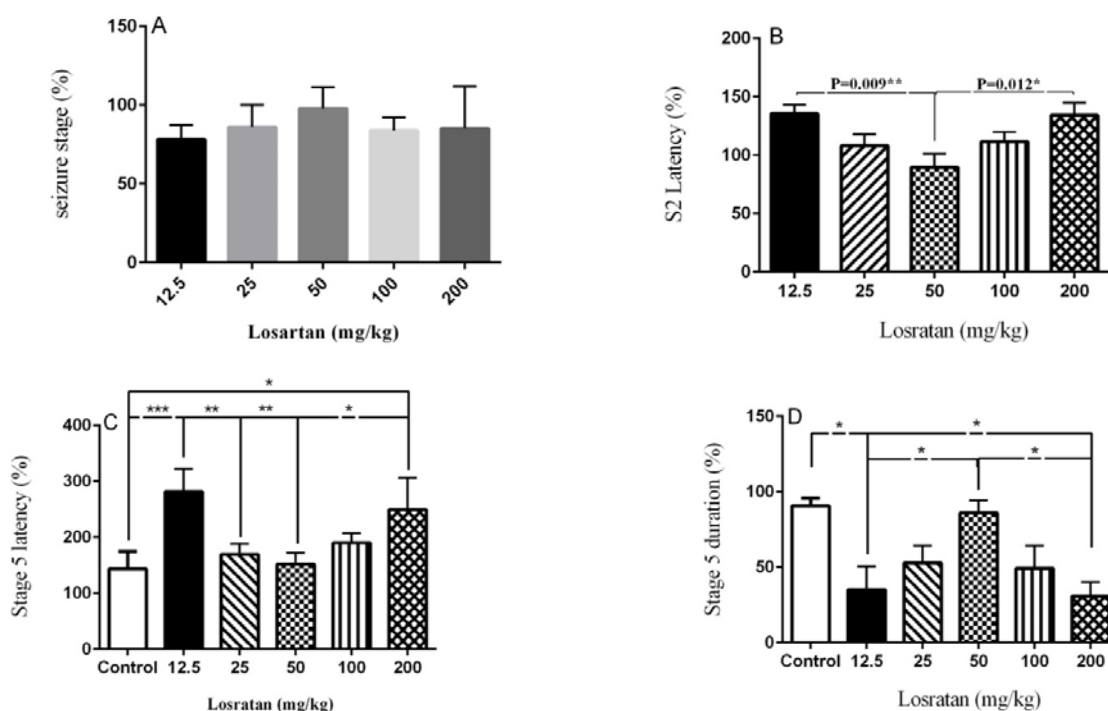 A
seizure stage (%)
150
100
50
0
12.5 25 50 100 200
Losartan (mg/kg)
B
S2 Latency (%)
200
150
100
50
0
P=0.009** P=0.012*
12.5 25 50 100 200
Losratan (mg/kg)
C
Stage 5 latency (%)
400
300
200
100
0
*
*** ** ** *
Control 12.5 25 50 100 200
Losratan (mg/kg)
D
Stage 5 duration (%)
150
100
50
0
* *
* *
Control 12.5 25 50 100 200
Losratan (mg/kg)